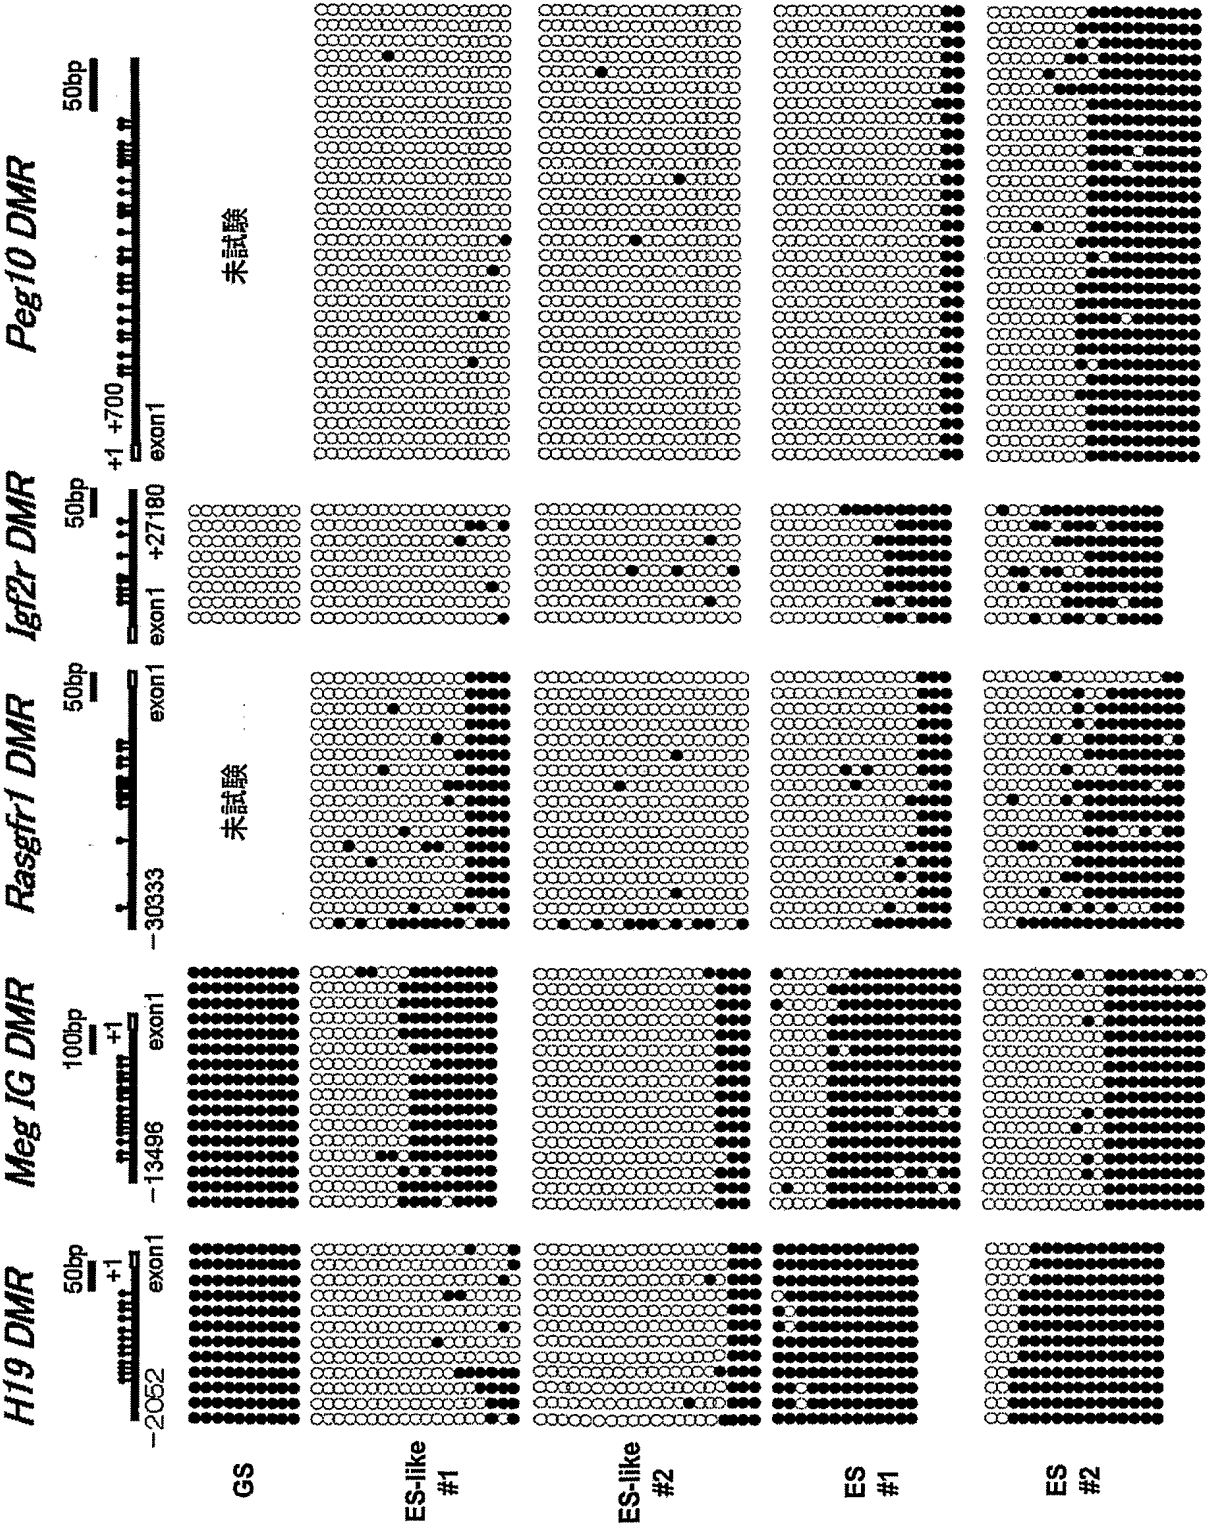 H19 DMR
Meg IG DMR
Rasgfr1 DMR
Igf2r DMR
Peg10 DMR
50bp
100bp
50bp
50bp
50bp
+1
+1
+1 +700
−2052
exon1
−13496
exon1
−30333
exon1
exon1
+27180
exon1
GS
未試験
未試験
ES-like
#1
ES-like
#2
ES
#1
ES
#2